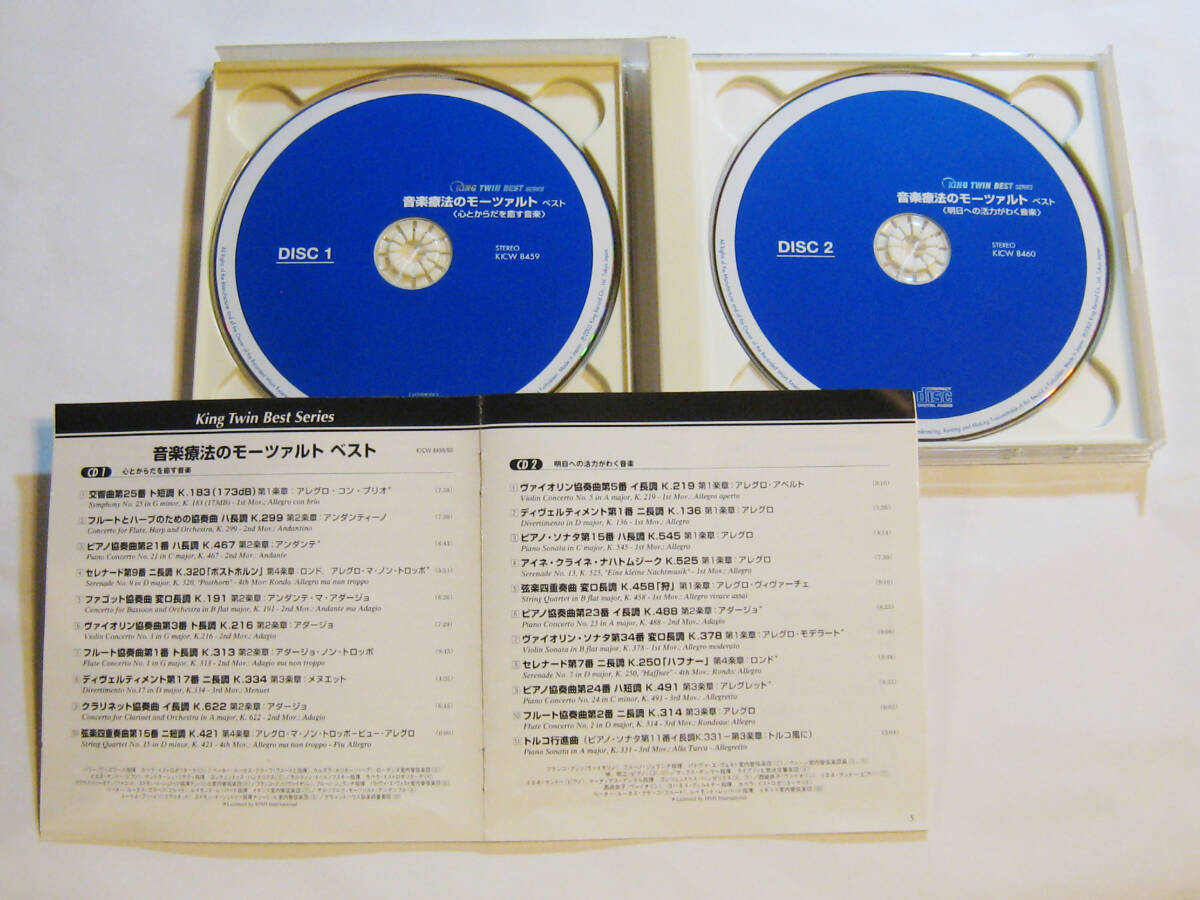 KING TWIN BEST SERIES
音楽療法のモーツァルト ベスト
〈心とからだを癒す音楽〉
DISC 1
STEREO
KICW 8459
KING TWIN BEST SERIES
音楽療法のモーツァルト ベスト
〈明日への活力がわく音楽〉
DISC 2
STEREO
KICW 8460
COMPACT
disc
DIGITAL AUDIO
King Twin Best Series
音楽療法のモーツァルト ベスト
KICW 8459/60
CD 1 心とからだを癒す音楽
① 交響曲第25番 ト短調 K.183(173dB) 第1楽章:アレグロ・コン・ブリオ*
Symphony No. 25 in G minor, K. 183 (173dB) - 1st Mov.: Allegro con brio
② フルートとハープのための協奏曲 ハ長調 K.299 第2楽章:アンダンティーノ
Concerto for Flute, Harp and Orchestra, K. 299 - 2nd Mov.: Andantino
③ ピアノ協奏曲第21番 ハ長調 K.467 第2楽章:アンダンテ*
Piano Concerto No. 21 in C major, K. 467 - 2nd Mov.: Andante
④ セレナード第9番 ニ長調 K.320「ポストホルン」 第4楽章:ロンド、アレグロ・マ・ノン・トロッポ*
Serenade No. 9 in D major, K. 320, "Posthorn" - 4th Mov: Rondo. Allegro ma non troppo
⑤ ファゴット協奏曲 変ロ長調 K.191 第2楽章:アンダンテ・マ・アダージョ
Concerto for Bassoon and Orchestra in B flat major, K. 191 - 2nd Mov.: Andante ma Adagio
⑥ ヴァイオリン協奏曲第3番 ト長調 K.216 第2楽章:アダージョ
Violin Concerto No. 3 in G major, K.216 - 2nd Mov.: Adagio
⑦ フルート協奏曲第1番 ト長調 K.313 第2楽章:アダージョ・ノン・トロッポ
Flute Concerto No. 1 in G major, K. 313 - 2nd Mov.: Adagio ma non troppo
⑧ ディヴェルティメント第17番 ニ長調 K.334 第3楽章:メヌエット
Divertimento No.17 in D major, K.334 - 3rd Mov.: Menuet
⑨ クラリネット協奏曲 イ長調 K.622 第2楽章:アダージョ
Concerto for Clarinet and Orchestra in A major, K. 622 - 2nd Mov.: Adagio
⑩ 弦楽四重奏曲第15番 ニ短調 K.421 第4楽章:アレグロ・マ・ノン・トロッポーピュー・アレグロ
String Quartet No. 15 in D minor, K. 421 - 4th Mov.: Allegro ma non troppo - Piu Allegro
* Licensed by HNH International
CD 2 明日への活力がわく音楽
① ヴァイオリン協奏曲第5番 イ長調 K.219 第1楽章:アレグロ・アペルト
Violin Concerto No. 5 in A major, K. 219 - 1st Mov.: Allegro aperto
② ディヴェルティメント第1番 ニ長調 K.136 第1楽章:アレグロ
Divertimento in D major, K. 136 - 1st Mov.: Allegro
③ ピアノ・ソナタ第15番 ハ長調 K.545 第1楽章:アレグロ
Piano Sonata in C major, K. 545 - 1st Mov.: Allegro
④ アイネ・クライネ・ナハトムジーク K.525 第1楽章:アレグロ
Serenade No. 13, K. 525, "Eine kleine Nachtmusik" - 1st Mov.: Allegro
⑤ 弦楽四重奏曲 変ロ長調 K.458「狩」 第1楽章:アレグロ・ヴィヴァーチェ
String Quartet in B flat major, K. 458 - 1st Mov.: Allegro vivace assai
⑥ ピアノ協奏曲第23番 イ長調 K.488 第2楽章:アダージョ*
Piano Concerto No. 23 in A major, K. 488 - 2nd Mov.: Adagio
⑦ ヴァイオリン・ソナタ第34番 変ロ長調 K.378 第1楽章:アレグロ・モデラート*
Violin Sonata in B flat major, K. 378 - 1st Mov.: Allegro moderato
⑧ セレナード第7番 ニ長調 K.250「ハフナー」 第4楽章:ロンド*
Serenade No. 7 in D major, K. 250, "Haffner" - 4th Mov.: Rondo: Allegro
⑨ ピアノ協奏曲第24番 ハ短調 K.491 第3楽章:アレグレット*
Piano Concerto No. 24 in C minor, K. 491 - 3rd Mov.: Allegretto
⑩ フルート協奏曲第2番 ニ長調 K.314 第3楽章:アレグロ
Flute Concerto No. 2 in D major, K. 314 - 3rd Mov.: Rondeau: Allegro
⑪ トルコ行進曲 (ピアノ・ソナタ第11番イ長調K.331ー第3楽章:トルコ風に)
Piano Sonata in A major, K. 331 - 3rd Mov.: Alla Turca - Allegretto
* Licensed by HNH International
5